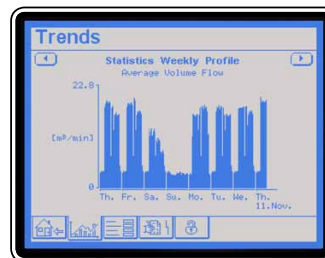 Trends
Statistics Weekly Profile
Average Volume Flow
22.8
[m³/min]
0
Th. Fr. Sa. Su. Mo. Tu. We. Th.
11.Nov.